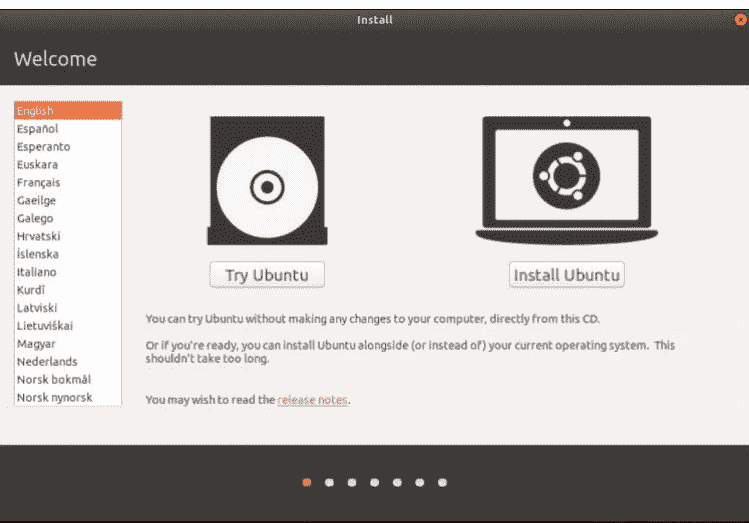 Install
Welcome
English
Español
Esperanto
Euskara
Français
Gaeilge
Galego
Hrvatski
Íslenska
Italiano
Kurdî
Latviski
Lietuviškai
Magyar
Nederlands
Norsk bokmål
Norsk nynorsk
Try Ubuntu
Install Ubuntu
You can try Ubuntu without making any changes to your computer, directly from this CD.
Or if you're ready, you can install Ubuntu alongside (or instead of) your current operating system. This
shouldn't take too long.
You may wish to read the release notes.